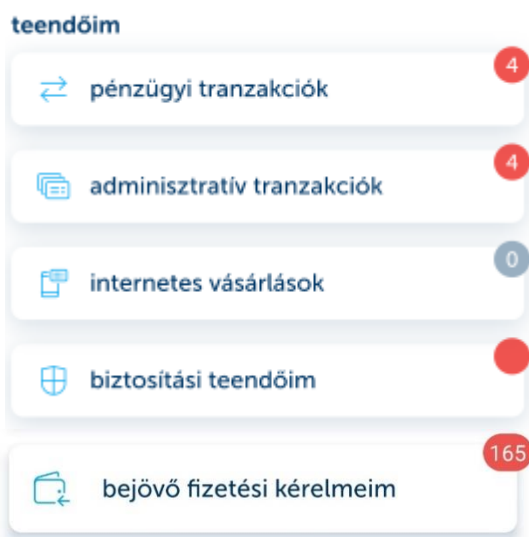 teendőim
4
pénzügyi tranzakciók
4
adminisztratív tranzakciók
0
internetes vásárlások
biztosítási teendőim
165
bejövő fizetési kérelmeim